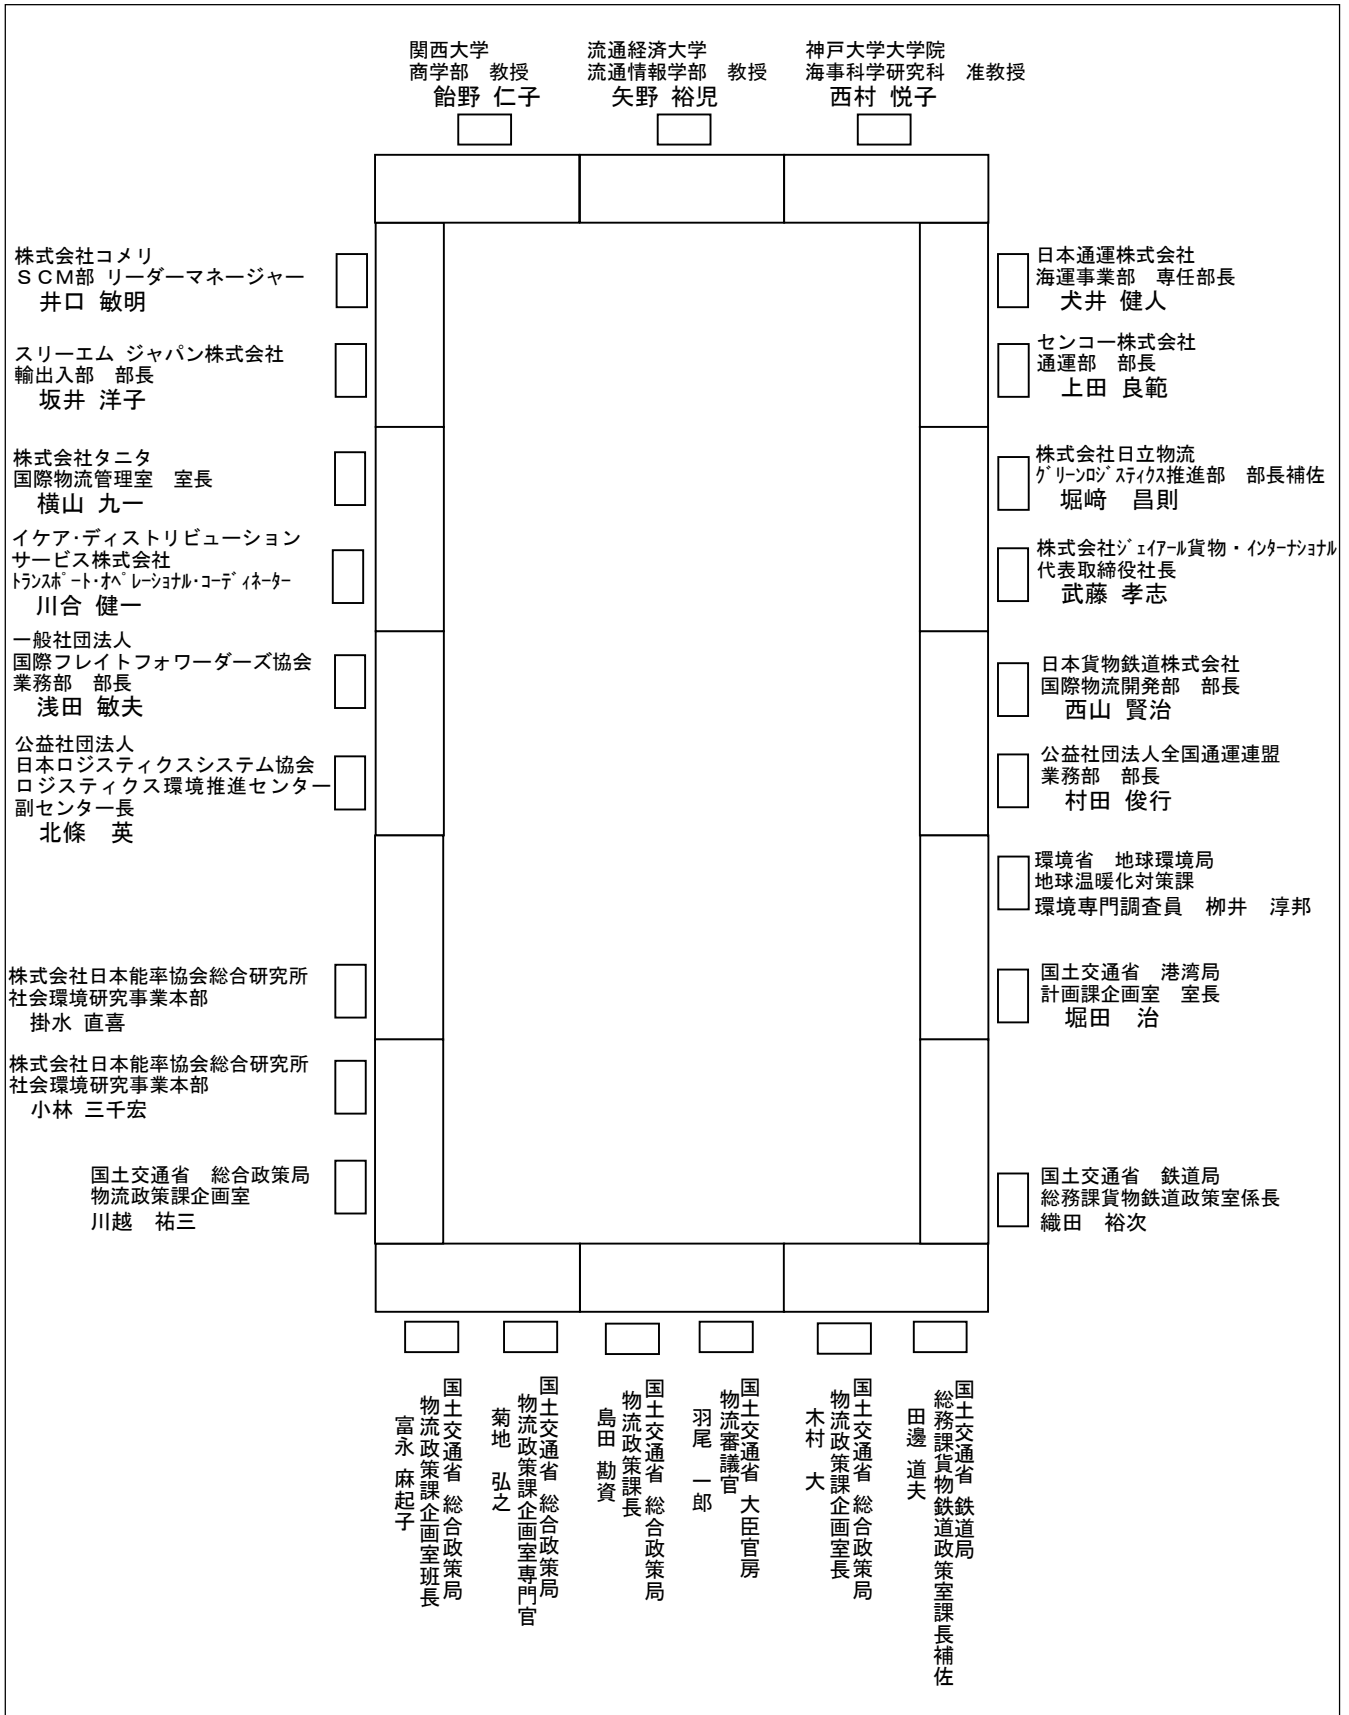 関西大学
商学部　教授
飴野 仁子
流通経済大学
流通情報学部　教授
矢野 裕児
神戸大学大学院
海事科学研究科　准教授
西村 悦子
株式会社コメリ
ＳＣＭ部 リーダーマネージャー
井口 敏明
スリーエム ジャパン株式会社
輸出入部　部長
坂井 洋子
株式会社タニタ
国際物流管理室　室長
横山 九一
イケア・ディストリビューション
サービス株式会社
ﾄﾗﾝｽﾎﾟｰﾄ･ｵﾍﾟﾚｰｼｮﾅﾙ･ｺｰﾃﾞｨﾈｰﾀｰ
川合 健一
一般社団法人
国際フレイトフォワーダーズ協会
業務部　部長
浅田 敏夫
公益社団法人
日本ロジスティクスシステム協会
ロジスティクス環境推進センター
副センター長
北條　英
株式会社日本能率協会総合研究所
社会環境研究事業本部
掛水 直喜
株式会社日本能率協会総合研究所
社会環境研究事業本部
小林 三千宏
国土交通省　総合政策局
物流政策課企画室
川越　祐三
日本通運株式会社
海運事業部　専任部長
犬井 健人
センコー株式会社
通運部　部長
上田 良範
株式会社日立物流
ｸﾞﾘｰﾝﾛｼﾞｽﾃｨｸｽ推進部　部長補佐
堀﨑　昌則
株式会社ｼﾞｪｲｱｰﾙ貨物・ｲﾝﾀｰﾅｼｮﾅﾙ
代表取締役社長
武藤 孝志
日本貨物鉄道株式会社
国際物流開発部　部長
西山 賢治
公益社団法人全国通運連盟
業務部　部長
村田 俊行
環境省　地球環境局
地球温暖化対策課
環境専門調査員　栁井　淳邦
国土交通省　港湾局
計画課企画室　室長
堀田　治
国土交通省　鉄道局
総務課貨物鉄道政策室係長
織田　裕次
国土交通省 鉄道局
総務課貨物鉄道政策室課長補佐
田邊 道夫
国土交通省 総合政策局
物流政策課企画室長
木村　大
国土交通省 大臣官房
物流審議官
羽尾　一郎
国土交通省 総合政策局
物流政策課長
島田 勘資
国土交通省 総合政策局
物流政策課企画室専門官
菊地　弘之
国土交通省 総合政策局
物流政策課企画室班長
富永 麻起子